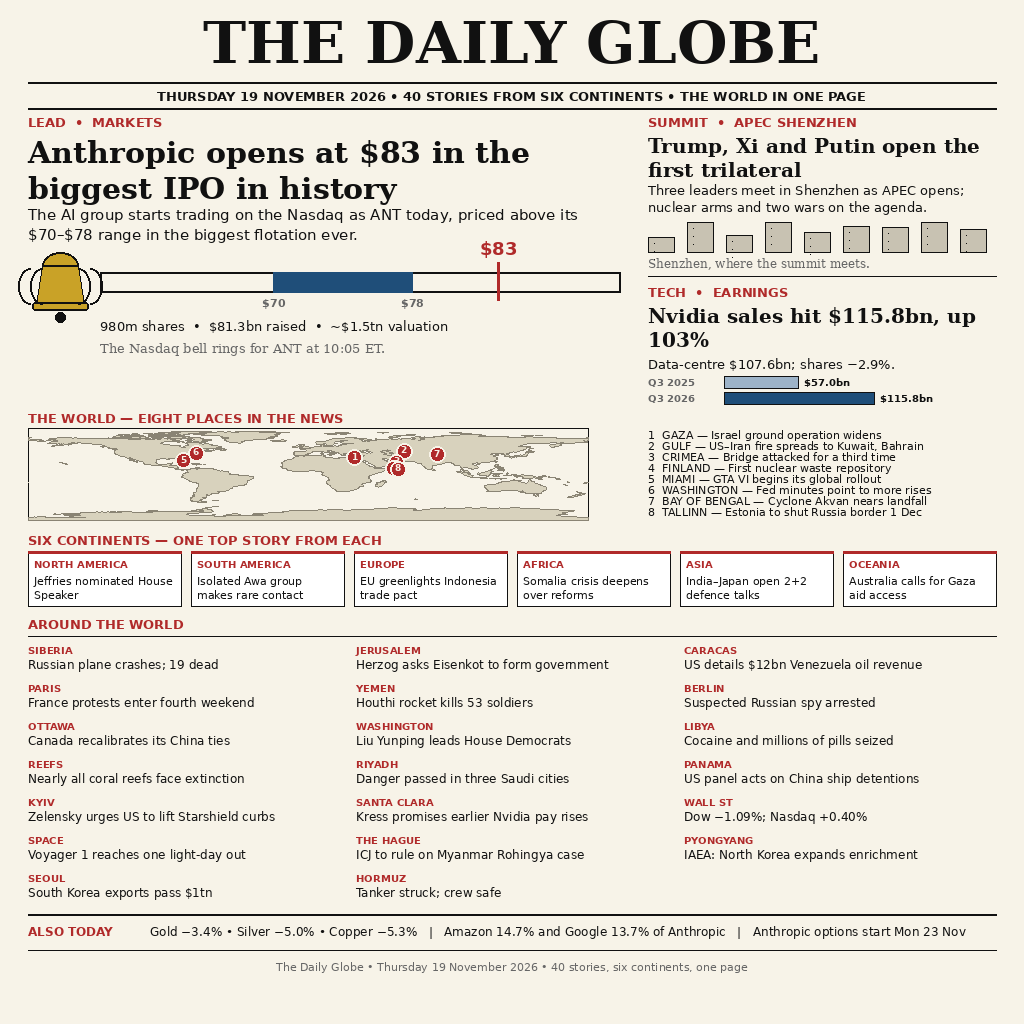 THE DAILY GLOBE
THURSDAY 19 NOVEMBER 2026 • 40 STORIES FROM SIX CONTINENTS • THE WORLD IN ONE PAGE
LEAD • MARKETS
Anthropic opens at $83 in the
biggest IPO in history
The AI group starts trading on the Nasdaq as ANT today, priced above its
$70–$78 range in the biggest flotation ever.
$83
$70
$78
980m shares • $81.3bn raised • ~$1.5tn valuation
The Nasdaq bell rings for ANT at 10:05 ET.
SUMMIT • APEC SHENZHEN
Trump, Xi and Putin open the
first trilateral
Three leaders meet in Shenzhen as APEC opens;
nuclear arms and two wars on the agenda.
Shenzhen, where the summit meets.
TECH • EARNINGS
Nvidia sales hit $115.8bn, up
103%
Data-centre $107.6bn; shares −2.9%.
Q3 2025 $57.0bn
Q3 2026 $115.8bn
THE WORLD — EIGHT PLACES IN THE NEWS
5
6
1
2
8
7
1 GAZA — Israel ground operation widens
2 GULF — US–Iran fire spreads to Kuwait, Bahrain
3 CRIMEA — Bridge attacked for a third time
4 FINLAND — First nuclear waste repository
5 MIAMI — GTA VI begins its global rollout
6 WASHINGTON — Fed minutes point to more rises
7 BAY OF BENGAL — Cyclone Akvan nears landfall
8 TALLINN — Estonia to shut Russia border 1 Dec
SIX CONTINENTS — ONE TOP STORY FROM EACH
NORTH AMERICA
Jeffries nominated House
Speaker
SOUTH AMERICA
Isolated Awa group
makes rare contact
EUROPE
EU greenlights Indonesia
trade pact
AFRICA
Somalia crisis deepens
over reforms
ASIA
India–Japan open 2+2
defence talks
OCEANIA
Australia calls for Gaza
aid access
AROUND THE WORLD
SIBERIA
Russian plane crashes; 19 dead
PARIS
France protests enter fourth weekend
OTTAWA
Canada recalibrates its China ties
REEFS
Nearly all coral reefs face extinction
KYIV
Zelensky urges US to lift Starshield curbs
SPACE
Voyager 1 reaches one light-day out
SEOUL
South Korea exports pass $1tn
JERUSALEM
Herzog asks Eisenkot to form government
YEMEN
Houthi rocket kills 53 soldiers
WASHINGTON
Liu Yunping leads House Democrats
RIYADH
Danger passed in three Saudi cities
SANTA CLARA
Kress promises earlier Nvidia pay rises
THE HAGUE
ICJ to rule on Myanmar Rohingya case
HORMUZ
Tanker struck; crew safe
CARACAS
US details $12bn Venezuela oil revenue
BERLIN
Suspected Russian spy arrested
LIBYA
Cocaine and millions of pills seized
PANAMA
US panel acts on China ship detentions
WALL ST
Dow −1.09%; Nasdaq +0.40%
PYONGYANG
IAEA: North Korea expands enrichment
ALSO TODAY Gold −3.4% • Silver −5.0% • Copper −5.3% | Amazon 14.7% and Google 13.7% of Anthropic | Anthropic options start Mon 23 Nov
The Daily Globe • Thursday 19 November 2026 • 40 stories, six continents, one page